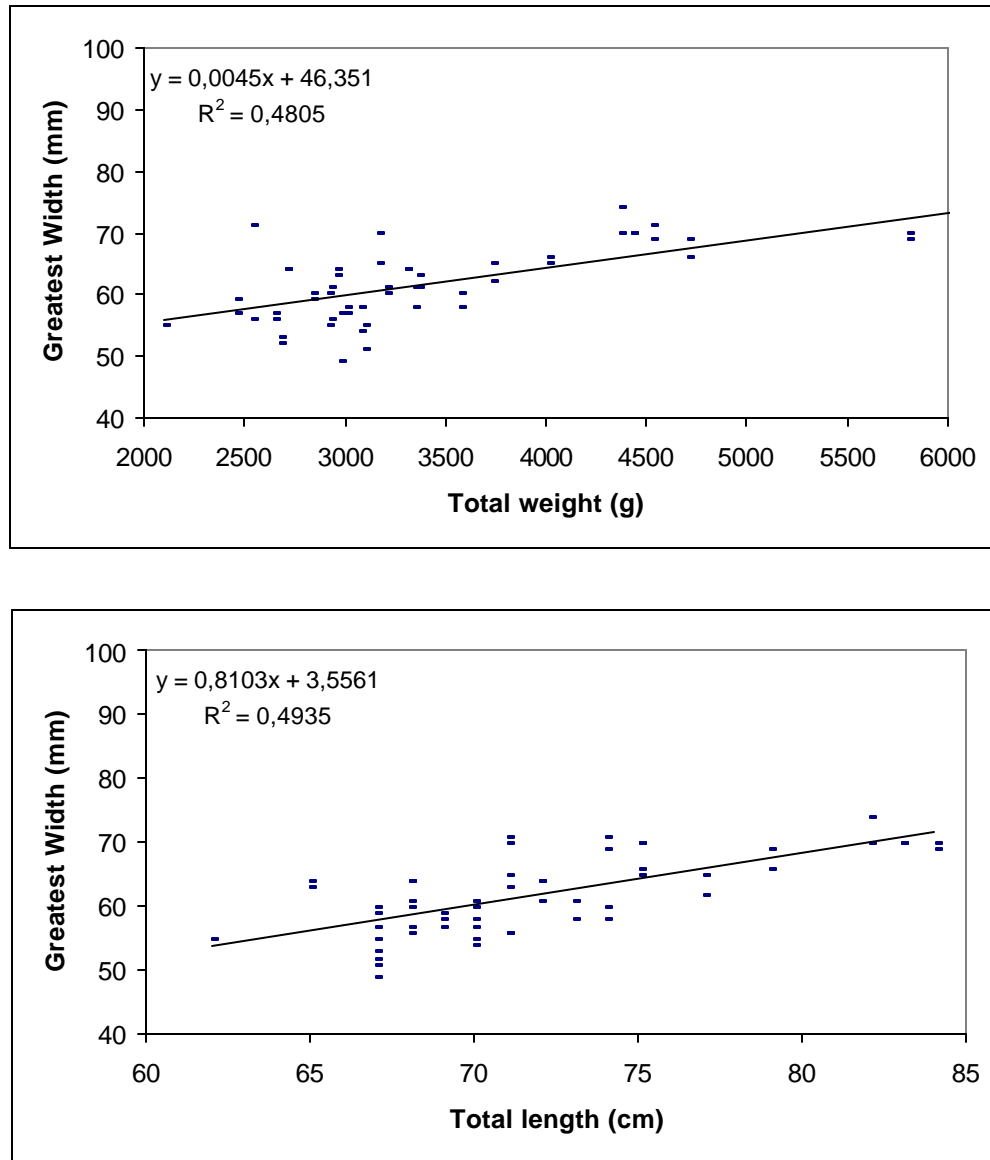 100
y = 0,0045x + 46,351
R² = 0,4805
90
80
70
60
50
40
Greatest Width (mm)
2000 2500 3000 3500 4000 4500 5000 5500 6000
Total weight (g)
100
y = 0,8103x + 3,5561
R² = 0,4935
90
80
70
60
50
40
Greatest Width (mm)
60 65 70 75 80 85
Total length (cm)